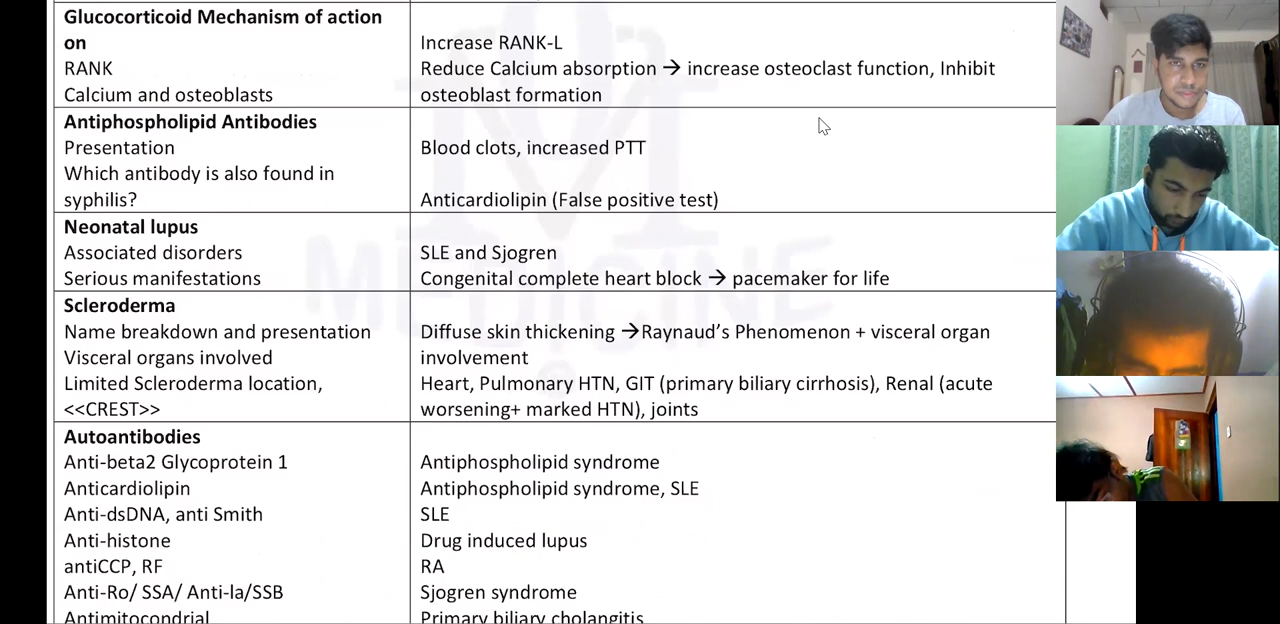 Glucocorticoid Mechanism of action
on
RANK
Calcium and osteoblasts
Increase RANK-L
Reduce Calcium absorption → increase osteoclast function, Inhibit
osteoblast formation
Antiphospholipid Antibodies
Presentation
Which antibody is also found in
syphilis?
Blood clots, increased PTT
Anticardiolipin (False positive test)
Neonatal lupus
Associated disorders
Serious manifestations
SLE and Sjogren
Congenital complete heart block → pacemaker for life
Scleroderma
Name breakdown and presentation
Visceral organs involved
Limited Scleroderma location,
<<CREST>>
Diffuse skin thickening →Raynaud's Phenomenon + visceral organ
involvement
Heart, Pulmonary HTN, GIT (primary biliary cirrhosis), Renal (acute
worsening+ marked HTN), joints
Autoantibodies
Anti-beta2 Glycoprotein 1
Anticardiolipin
Anti-dsDNA, anti Smith
Anti-histone
antiCCP, RF
Anti-Ro/ SSA/ Anti-la/SSB
Antimitocondrial
Antiphospholipid syndrome
Antiphospholipid syndrome, SLE
SLE
Drug induced lupus
RA
Sjogren syndrome
Primary biliary cholangitis
MEDICINE